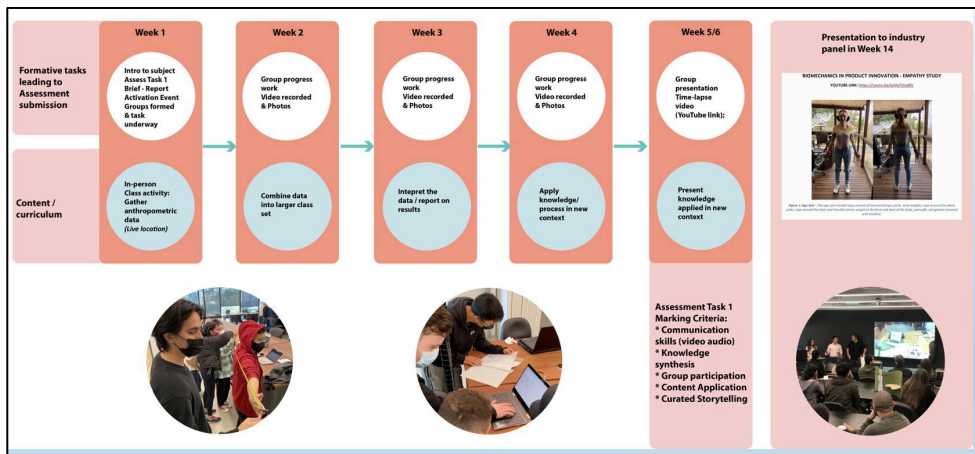 Week 1
Week 2
Week 3
Week 4
Week 5/6
Presentation to industry
panel in Week 14
Formative tasks
leading to
Assessment
submission
Intro to subject
Assess Task 1
Brief - Report
Activation Event
Groups formed
& task
underway
Group progress
work
Video recorded
& Photos
Group progress
work
Video recorded
& Photos
Group progress
work
Video recorded
& Photos
Group
presentation
Time-lapse
video
(YouTube link);
BIOMECHANICS IN PRODUCT INNOVATION - EMPATHY STUDY
YOUTUBE LINK:
Content /
curriculum
In-person
Class activity:
Gather
anthropometric
data
(Live location)
Combine data
into larger class
set
Intepret the
data / report on
results
Apply
knowledge/
process in new
context
Present
knowledge
applied in new
context
Assessment Task 1
Marking Criteria:
* Communication
skills (video audio)
* Knowledge
synthesis
* Group participation
* Content Application
* Curated Storytelling